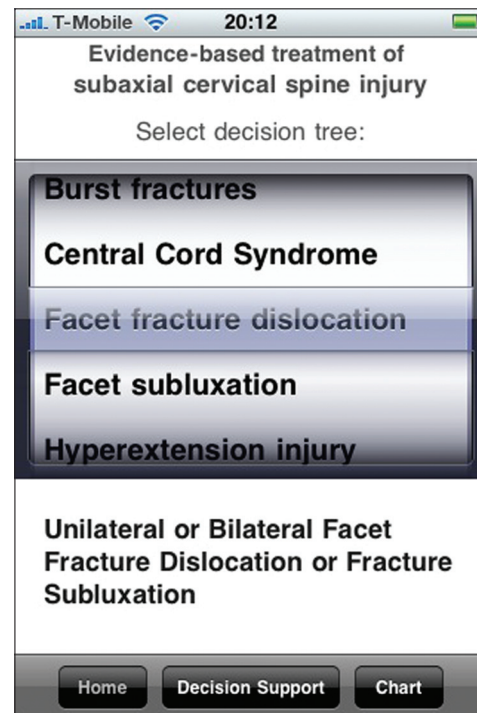 T-Mobile 20:12
Evidence-based treatment of
subaxial cervical spine injury
Select decision tree:
Burst fractures
Central Cord Syndrome
Facet fracture dislocation
Facet subluxation
Hyperextension injury
Unilateral or Bilateral Facet
Fracture Dislocation or Fracture
Subluxation
Home Decision Support Chart